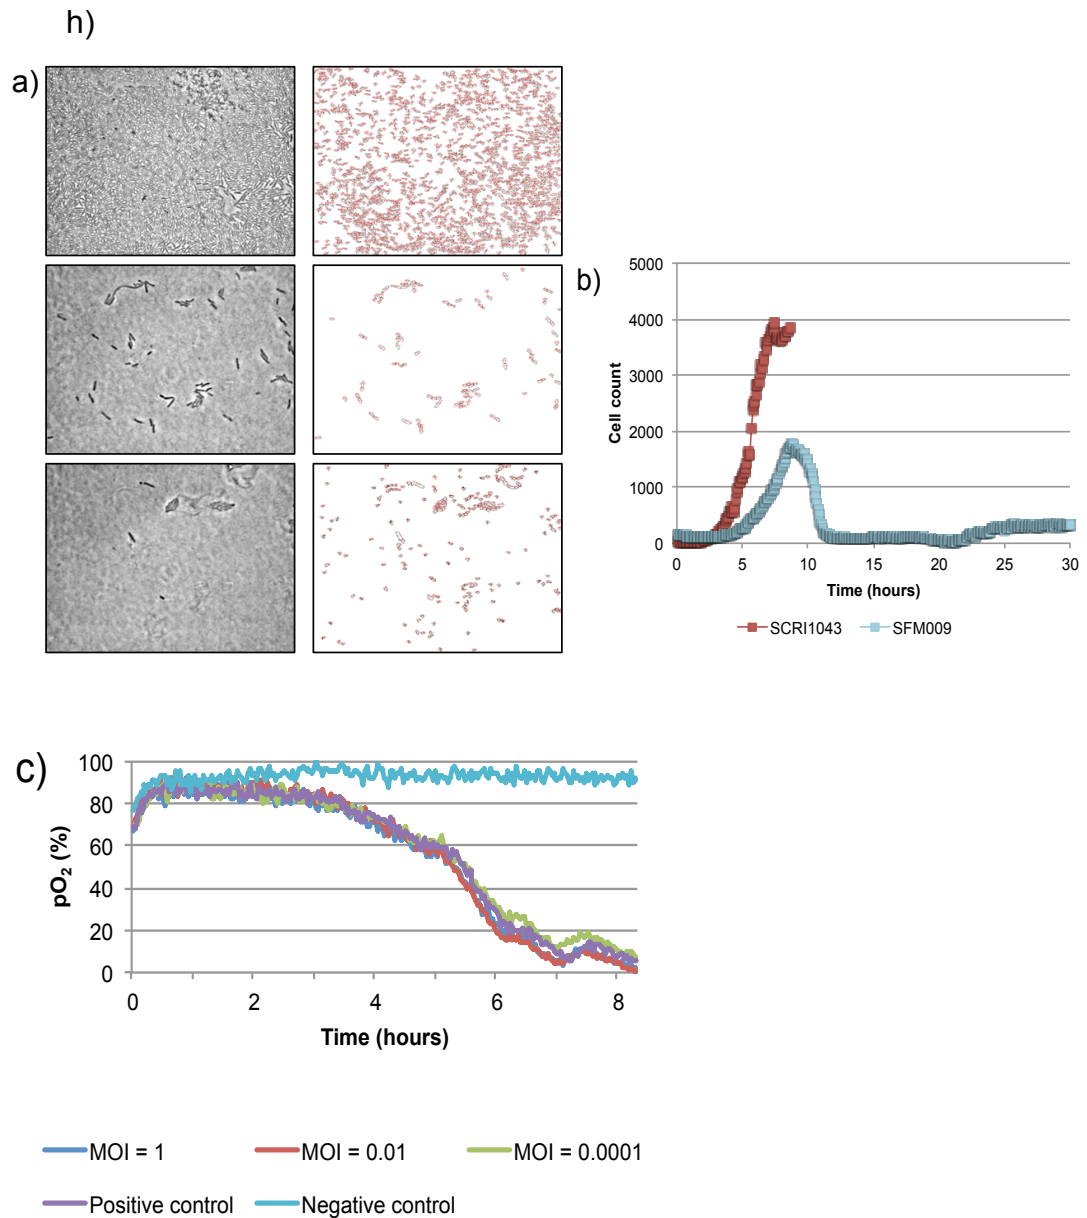 h)
a)
b)
5000
4000
3000
2000
1000
0
Cell count
0 5 10 15 20 25 30
Time (hours)
SCRI1043 SFM009
c)
100
80
60
40
20
0
pO₂ (%)
0 2 4 6 8
Time (hours)
MOI = 1 MOI = 0.01 MOI = 0.0001
Positive control Negative control